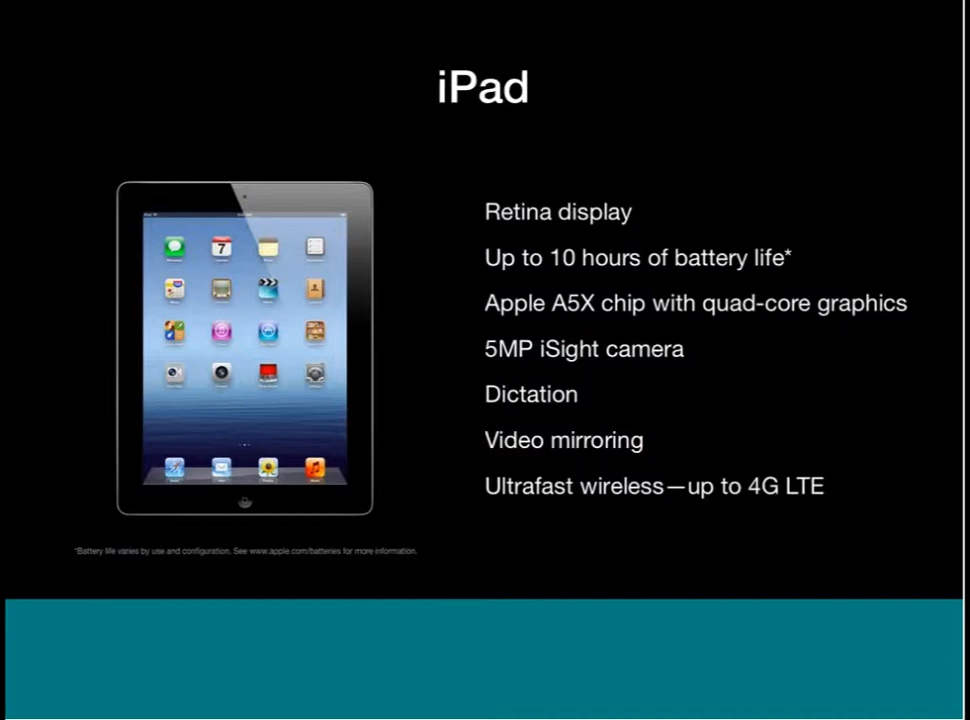 iPad
Retina display
Up to 10 hours of battery life*
Apple A5X chip with quad-core graphics
5MP iSight camera
Dictation
Video mirroring
Ultrafast wireless—up to 4G LTE
7
*Battery life varies by use and configuration. See www.apple.com/batteries for more information.